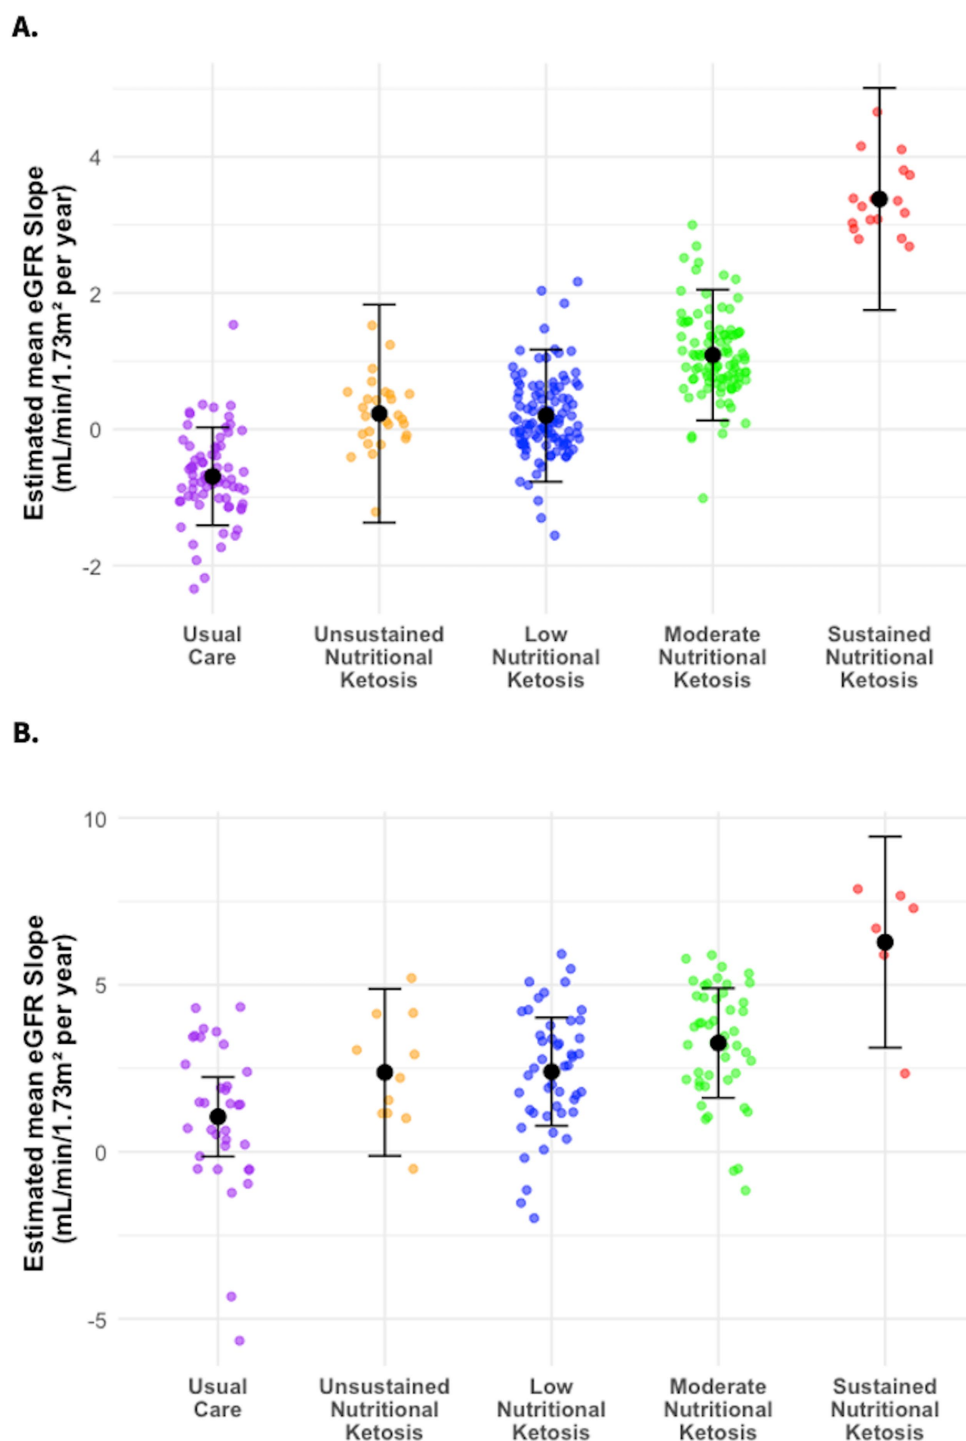 A.
Estimated mean eGFR Slope
(mL/min/1.73m² per year)
4
2
0
-2
Usual
Care
Unsustained
Nutritional
Ketosis
Low
Nutritional
Ketosis
Moderate
Nutritional
Ketosis
Sustained
Nutritional
Ketosis
B.
Estimated mean eGFR Slope
(mL/min/1.73m² per year)
10
5
0
-5
Usual
Care
Unsustained
Nutritional
Ketosis
Low
Nutritional
Ketosis
Moderate
Nutritional
Ketosis
Sustained
Nutritional
Ketosis